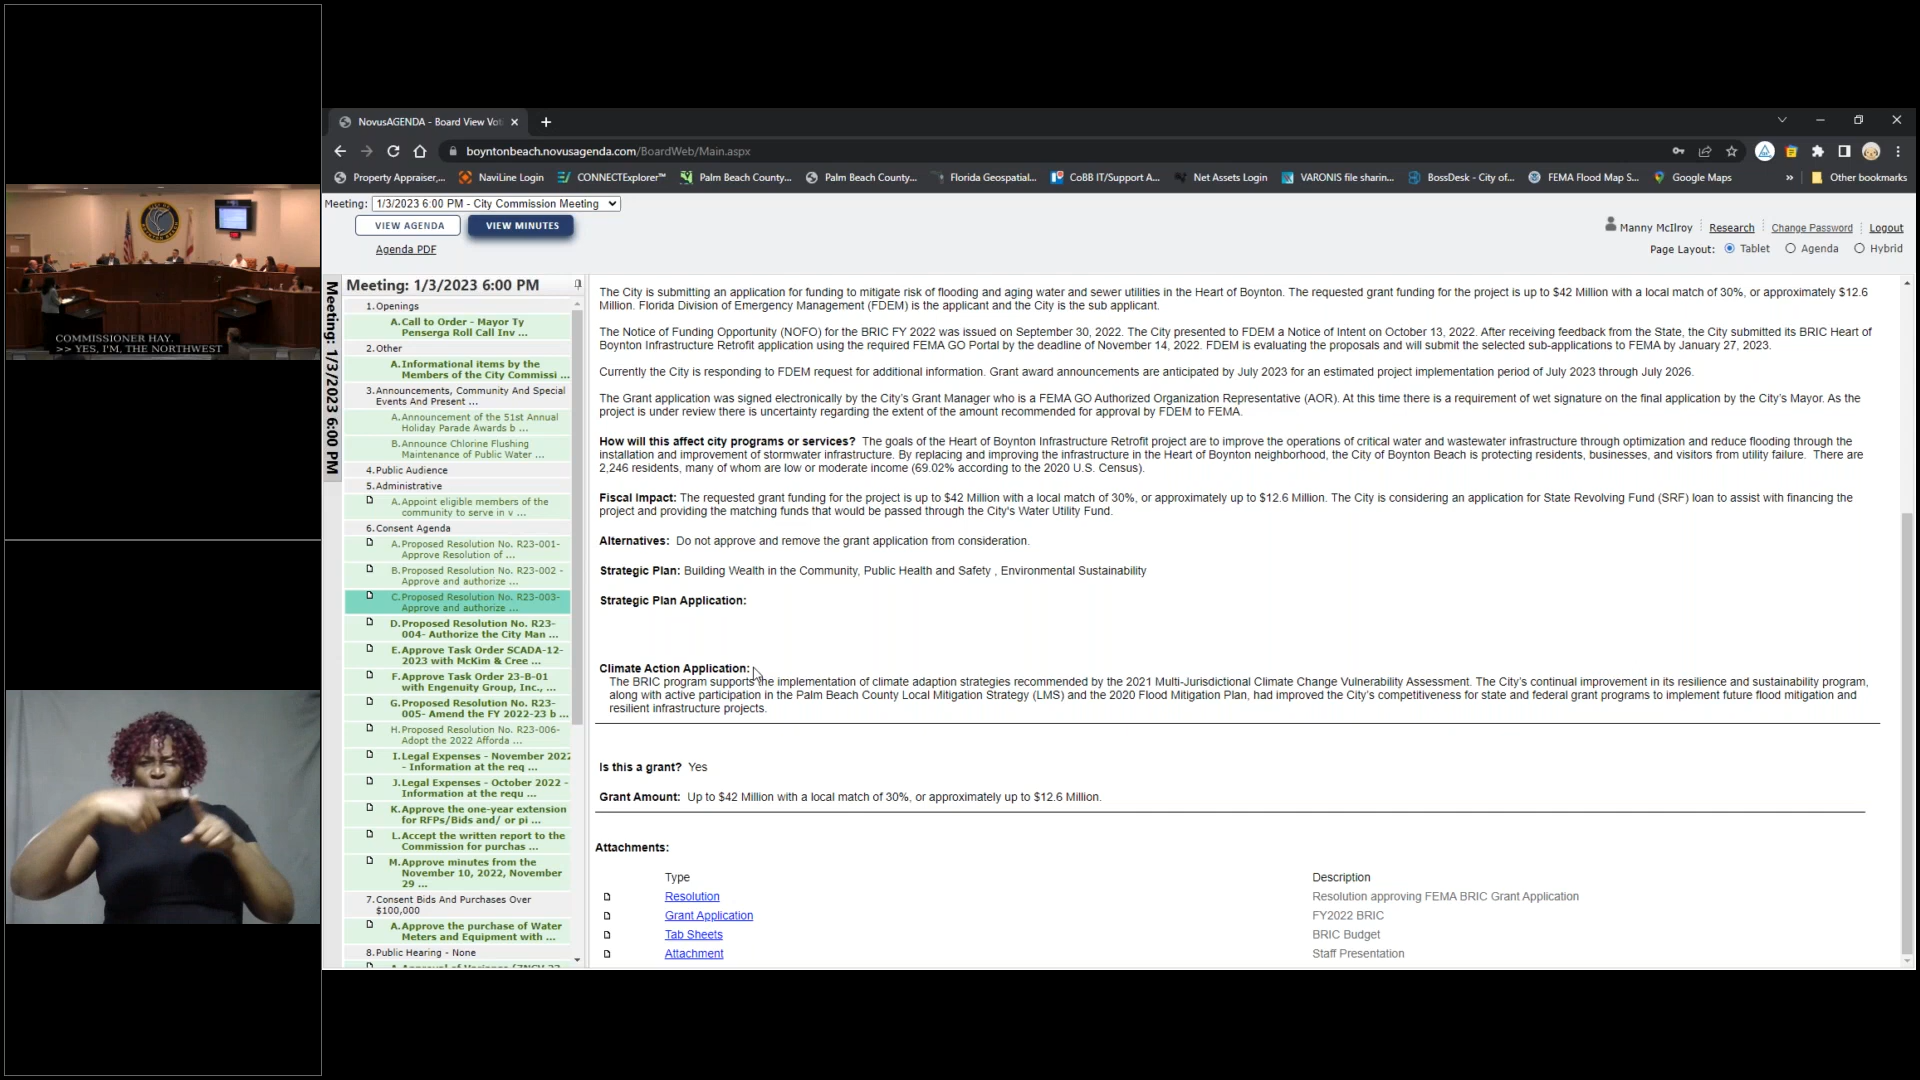 COMMISSIONER HAY.
>> YES, I'M, THE NORTHWEST
NovusAGENDA - Board View Vot
boyntonbeach.novusagenda.com/BoardWeb/Main.aspx
Property Appraiser,... NaviLine Login CONNECTExplorer™ Palm Beach County... Palm Beach County... Florida Geospatial... CoBB IT/Support A... Net Assets Login VARONIS file sharin... BossDesk - City of... FEMA Flood Map S... Google Maps » Other bookmarks
Meeting: 1/3/2023 6:00 PM - City Commission Meeting
VIEW AGENDA VIEW MINUTES
Agenda PDF
Manny McIlroy Research Change Password Logout
Page Layout: Tablet Agenda Hybrid
Meeting: 1/3/2023 6:00 PM
Meeting: 1/3/2023 6:00 PM
1.Openings
A.Call to Order - Mayor Ty
Penserga Roll Call Inv ...
2.Other
A.Informational items by the
Members of the City Commissi ...
3.Announcements, Community And Special
Events And Present ...
A.Announcement of the 51st Annual
Holiday Parade Awards b ...
B.Announce Chlorine Flushing
Maintenance of Public Water ...
4.Public Audience
5.Administrative
A.Appoint eligible members of the
community to serve in v ...
6.Consent Agenda
A.Proposed Resolution No. R23-001-
Approve Resolution of ...
B.Proposed Resolution No. R23-002 -
Approve and authorize ...
C.Proposed Resolution No. R23-003-
Approve and authorize ...
D.Proposed Resolution No. R23-
004- Authorize the City Man ...
E.Approve Task Order SCADA-12-
2023 with McKim & Cree ...
F.Approve Task Order 23-B-01
with Engenuity Group, Inc., ...
G.Proposed Resolution No. R23-
005- Amend the FY 2022-23 b ...
H.Proposed Resolution No. R23-006-
Adopt the 2022 Afforda ...
I.Legal Expenses - November 2022
- Information at the req ...
J.Legal Expenses - October 2022 -
Information at the requ ...
K.Approve the one-year extension
for RFPs/Bids and/ or pi ...
L.Accept the written report to the
Commission for purchas ...
M.Approve minutes from the
November 10, 2022, November
29 ...
7.Consent Bids And Purchases Over
$100,000
A.Approve the purchase of Water
Meters and Equipment with ...
8.Public Hearing - None
The City is submitting an application for funding to mitigate risk of flooding and aging water and sewer utilities in the Heart of Boynton. The requested grant funding for the project is up to $42 Million with a local match of 30%, or approximately $12.6
Million. Florida Division of Emergency Management (FDEM) is the applicant and the City is the sub applicant.
The Notice of Funding Opportunity (NOFO) for the BRIC FY 2022 was issued on September 30, 2022. The City presented to FDEM a Notice of Intent on October 13, 2022. After receiving feedback from the State, the City submitted its BRIC Heart of
Boynton Infrastructure Retrofit application using the required FEMA GO Portal by the deadline of November 14, 2022. FDEM is evaluating the proposals and will submit the selected sub-applications to FEMA by January 27, 2023.
Currently the City is responding to FDEM request for additional information. Grant award announcements are anticipated by July 2023 for an estimated project implementation period of July 2023 through July 2026.
The Grant application was signed electronically by the City's Grant Manager who is a FEMA GO Authorized Organization Representative (AOR). At this time there is a requirement of wet signature on the final application by the City's Mayor. As the
project is under review there is uncertainty regarding the extent of the amount recommended for approval by FDEM to FEMA.
How will this affect city programs or services? The goals of the Heart of Boynton Infrastructure Retrofit project are to improve the operations of critical water and wastewater infrastructure through optimization and reduce flooding through the
installation and improvement of stormwater infrastructure. By replacing and improving the infrastructure in the Heart of Boynton neighborhood, the City of Boynton Beach is protecting residents, businesses, and visitors from utility failure. There are
2,246 residents, many of whom are low or moderate income (69.02% according to the 2020 U.S. Census).
Fiscal Impact: The requested grant funding for the project is up to $42 Million with a local match of 30%, or approximately up to $12.6 Million. The City is considering an application for State Revolving Fund (SRF) loan to assist with financing the
project and providing the matching funds that would be passed through the City's Water Utility Fund.
Alternatives: Do not approve and remove the grant application from consideration.
Strategic Plan: Building Wealth in the Community, Public Health and Safety , Environmental Sustainability
Strategic Plan Application:
Climate Action Application:
The BRIC program supports the implementation of climate adaption strategies recommended by the 2021 Multi-Jurisdictional Climate Change Vulnerability Assessment. The City's continual improvement in its resilience and sustainability program,
along with active participation in the Palm Beach County Local Mitigation Strategy (LMS) and the 2020 Flood Mitigation Plan, had improved the City's competitiveness for state and federal grant programs to implement future flood mitigation and
resilient infrastructure projects.
Is this a grant? Yes
Grant Amount: Up to $42 Million with a local match of 30%, or approximately up to $12.6 Million.
Attachments:
Type Description
Resolution Resolution approving FEMA BRIC Grant Application
Grant Application FY2022 BRIC
Tab Sheets BRIC Budget
Attachment Staff Presentation